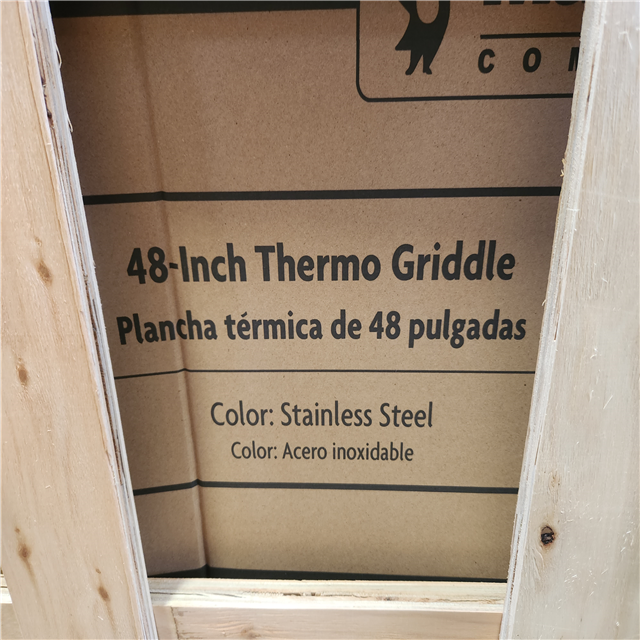 48-Inch Thermo Griddle
Plancha térmica de 48 pulgadas
Color: Stainless Steel
Color: Acero inoxidable